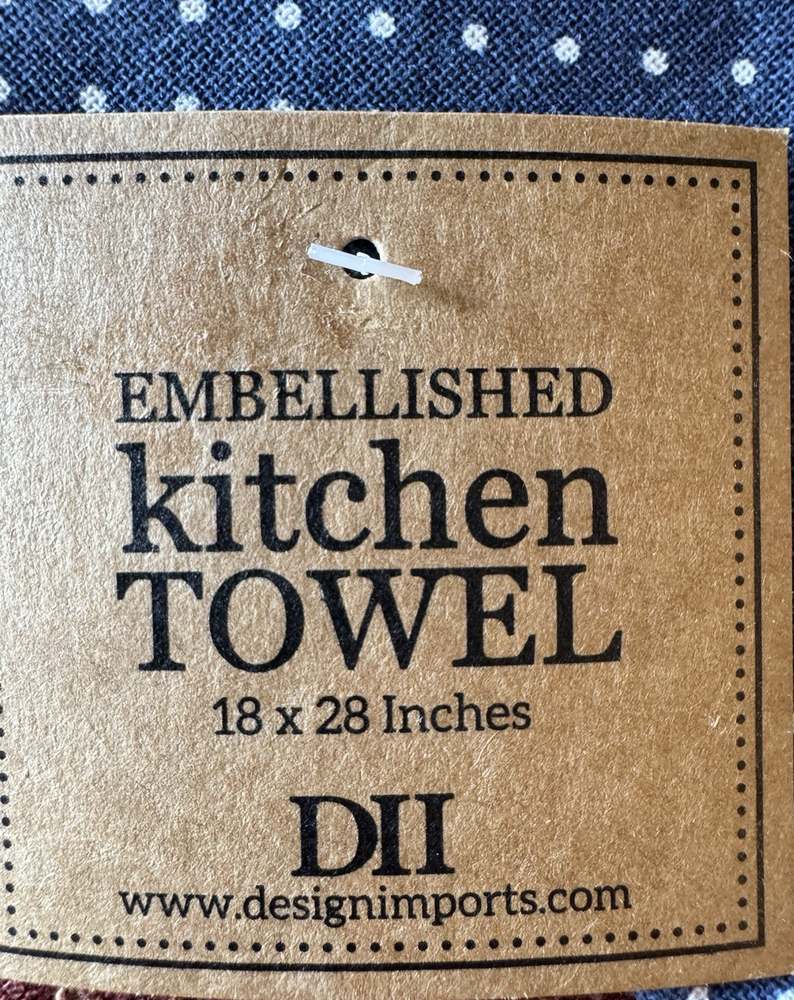 EMBELLISHED
kitchen
TOWEL
18 x 28 Inches
DII
www.designimports.com